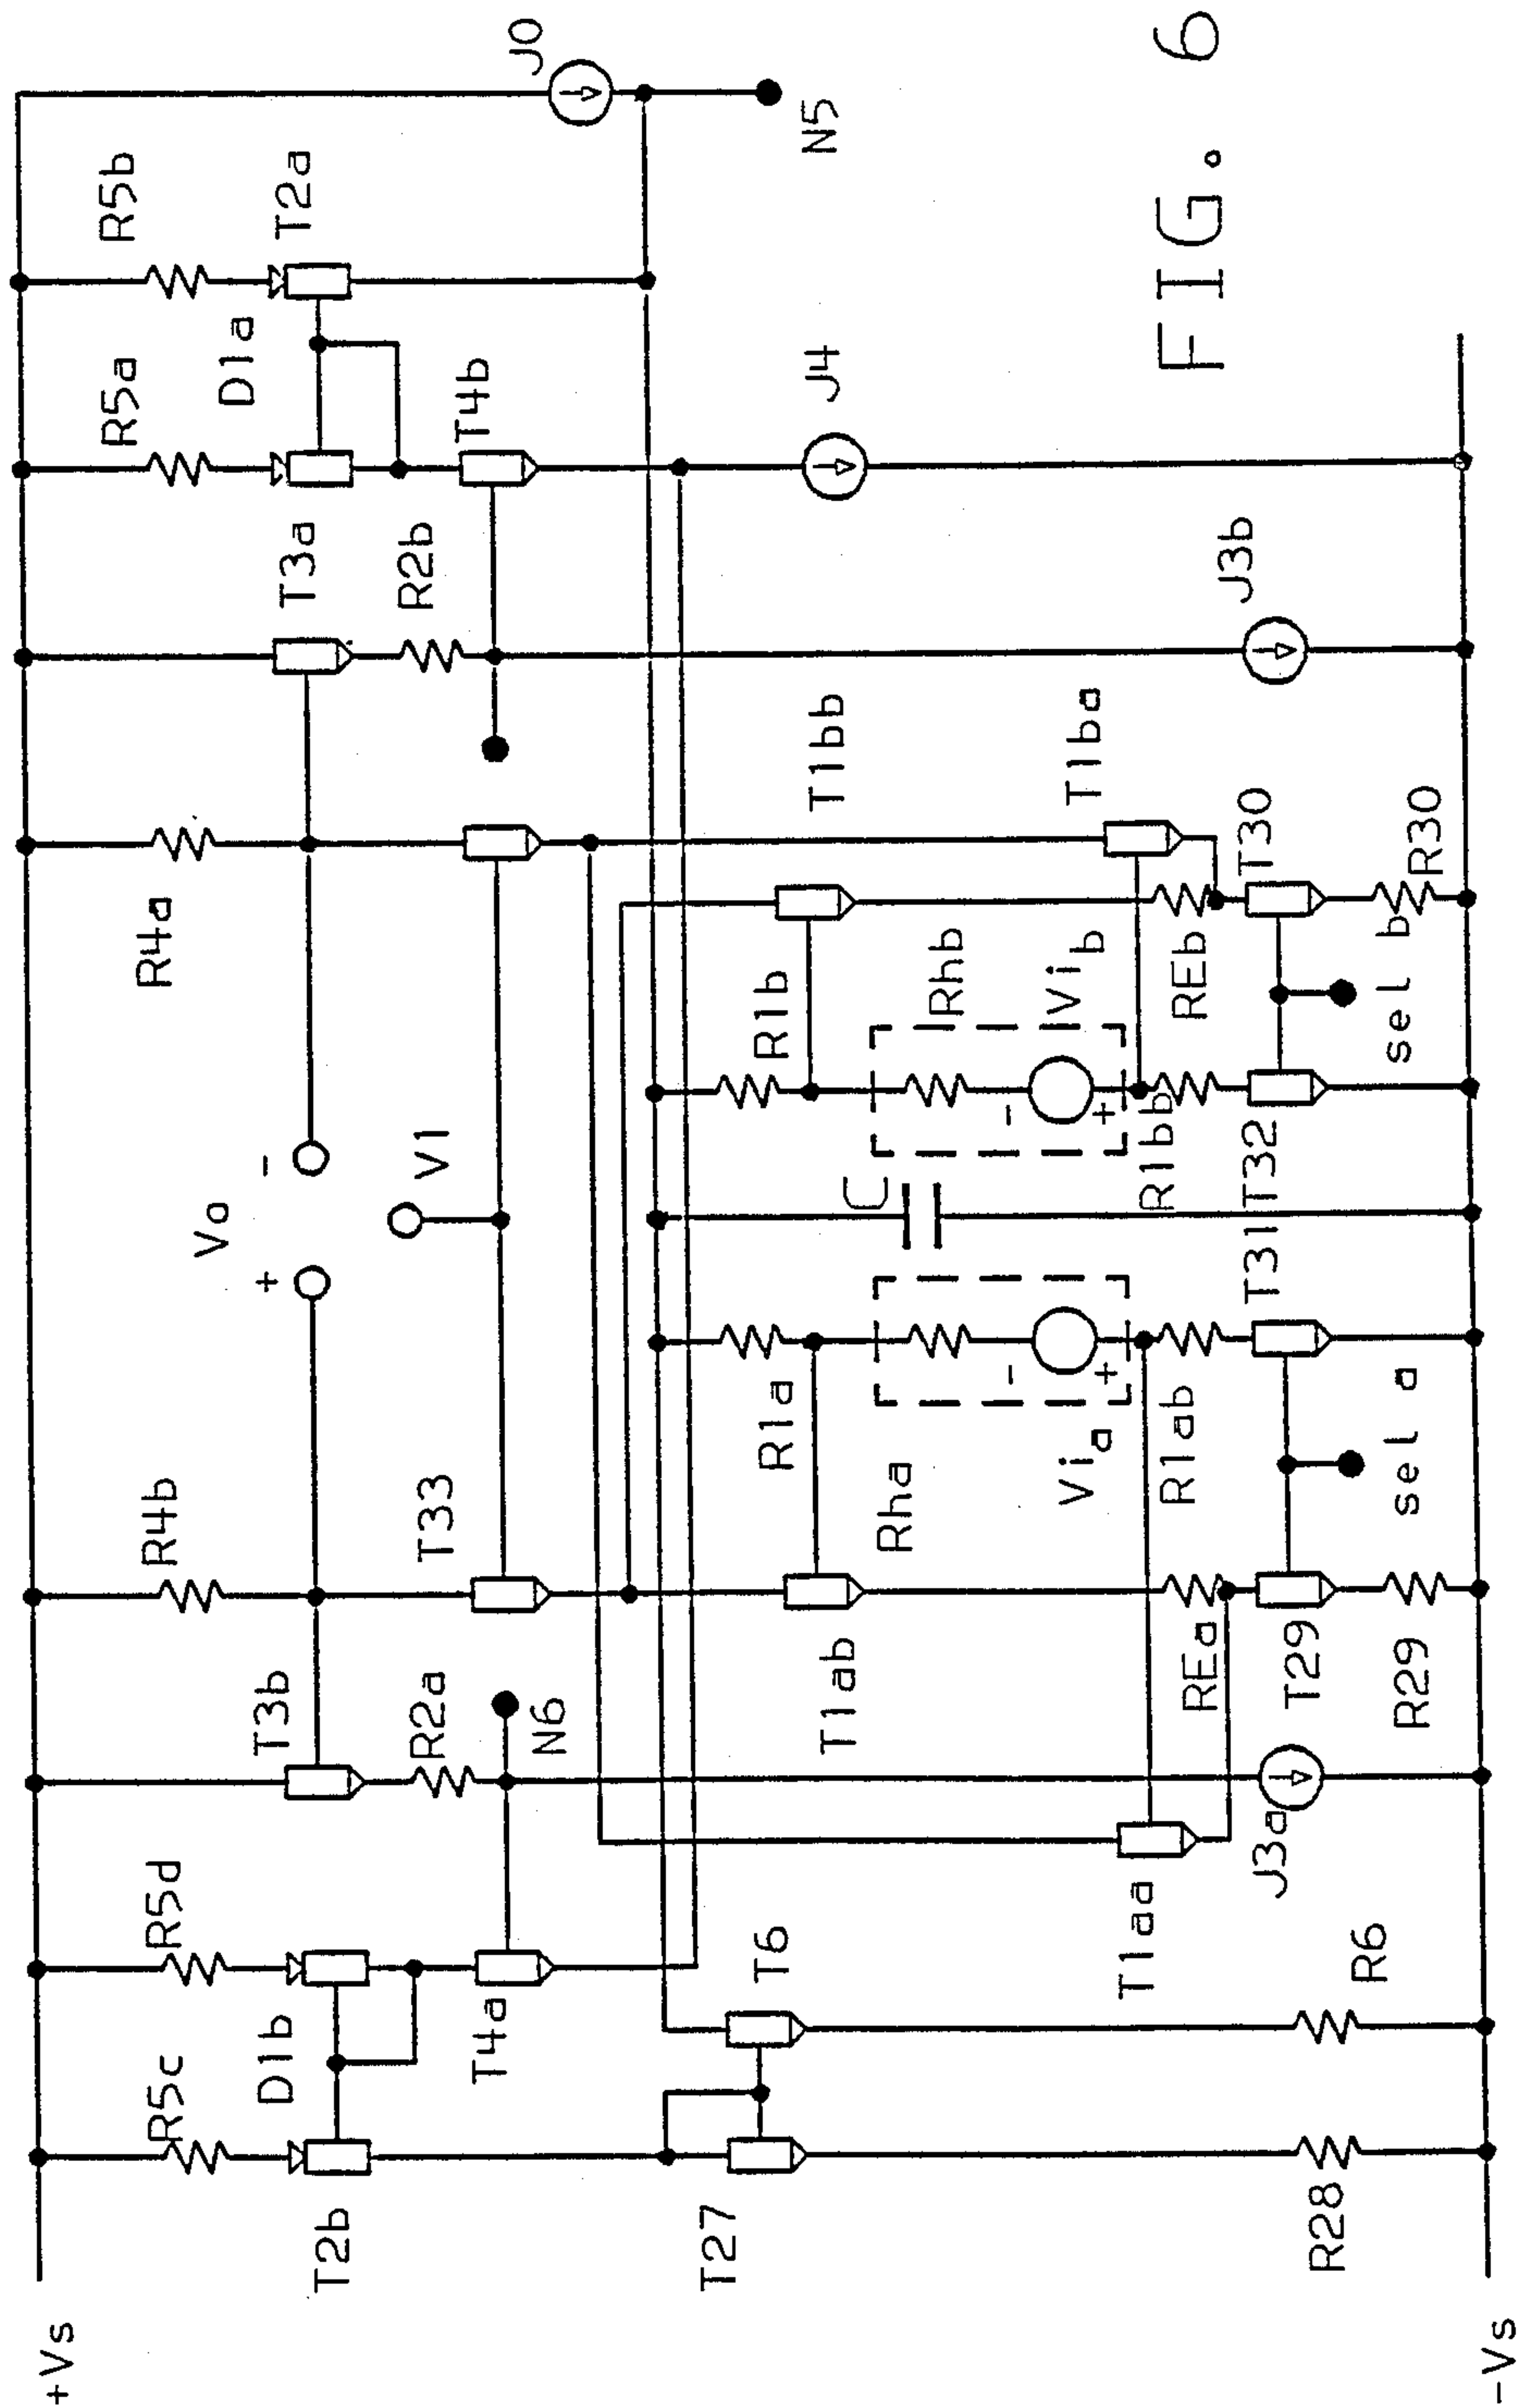 +Vs
R5c
R5d
R4b
R4a
R5a
R5b
J0
D1b
T3b
Vo
+
-
T3a
D1a
T2a
T2b
R2a
T33
V1
R2b
T4b
T4a
N6
N5
T27
T6
T1ab
R1a
C
R1b
T1bb
J4
Rha
Rhb
-
-
Via
+
+
Vib
T1ba
T1aa
REa
R1ab
R1bb
REb
J3a
T29
T31
T32
T30
J3b
R28
R6
R29
sel a
sel b
R30
-Vs
FIG. 6